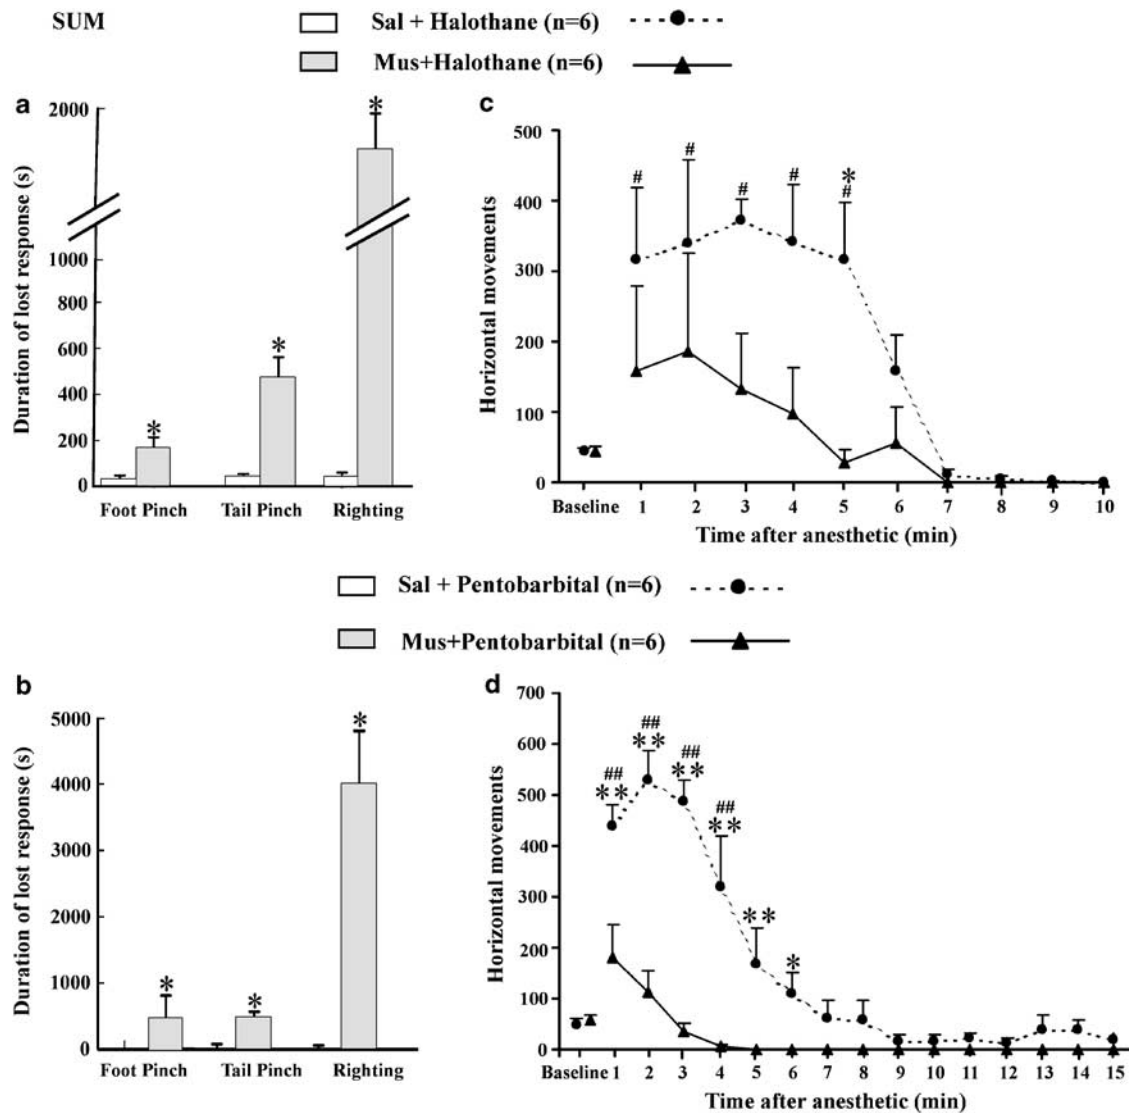 SUM
Sal + Halothane (n=6)
Mus+Halothane (n=6)
a
Duration of lost response (s)
2000
1000
800
600
400
200
0
*
*
*
Foot Pinch Tail Pinch Righting
c
Horizontal movements
500
400
300
200
100
0
# # # # *
#
Baseline 1 2 3 4 5 6 7 8 9 10
Time after anesthetic (min)
Sal + Pentobarbital (n=6)
Mus+Pentobarbital (n=6)
b
Duration of lost response (s)
5000
4000
3000
2000
1000
0
*
*
*
Foot Pinch Tail Pinch Righting
d
Horizontal movements
700
600
500
400
300
200
100
0
##
**
##
**
##
**
##
**
**
*
Baseline 1 2 3 4 5 6 7 8 9 10 11 12 13 14 15
Time after anesthetic (min)